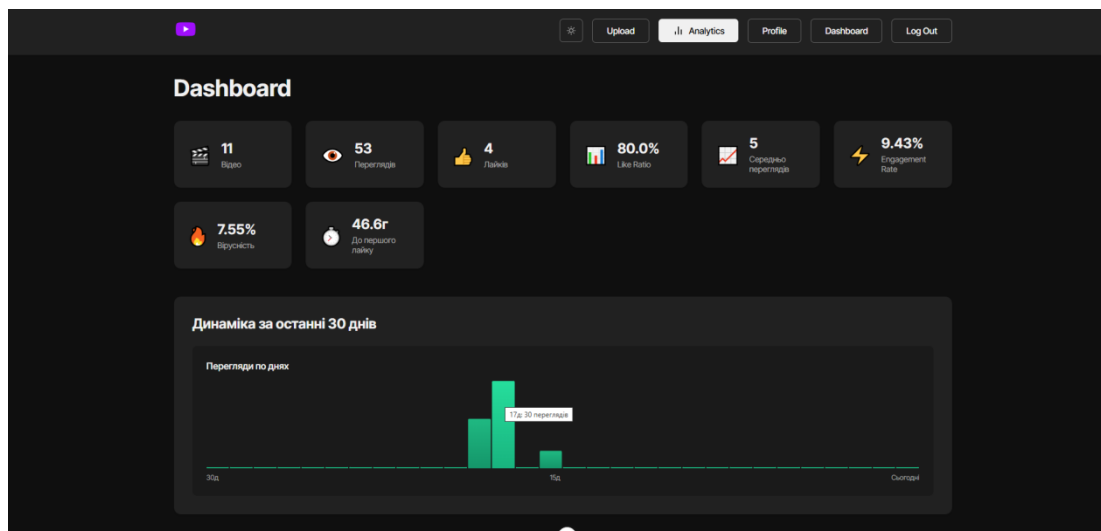 Upload
Analytics
Profile
Dashboard
Log Out
Dashboard
11
Відео
53
Переглядів
4
Лайків
80.0%
Like Ratio
5
Середньо
переглядів
9.43%
Engagement
Rate
7.55%
Вірусність
46.6г
До першого
лайку
Динаміка за останні 30 днів
Перегляди по днях
17д: 30 переглядів
30д
15д
Сьогодні